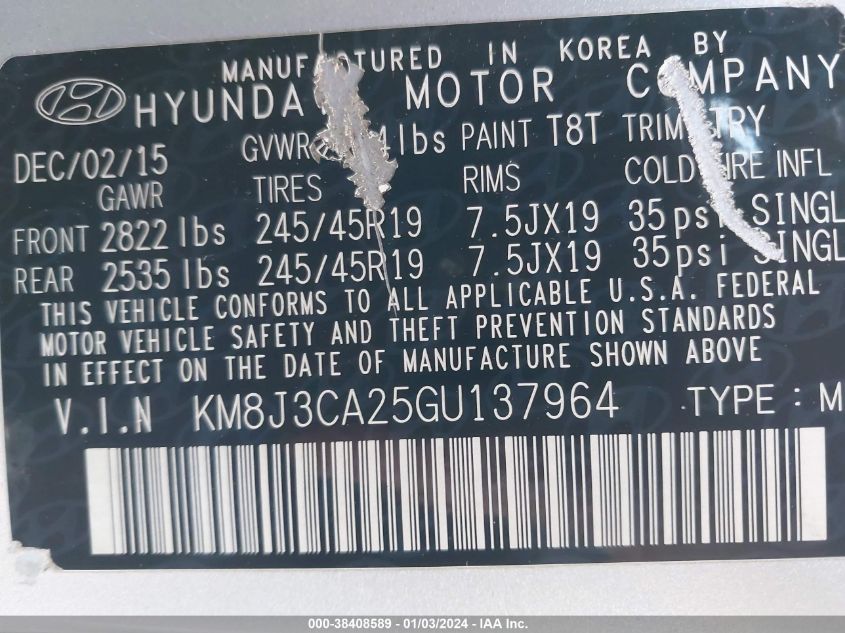 MANUFACTURED IN KOREA BY
HYUNDAI MOTOR COMPANY
DEC/02/15 GVWR lbs PAINT T8T TRIM TRY
GAWR TIRES RIMS COLD TIRE INFL
FRONT 2822 lbs 245/45R19 7.5JX19 35psi SINGL
REAR 2535 lbs 245/45R19 7.5JX19 35psi SINGL
THIS VEHICLE CONFORMS TO ALL APPLICABLE U.S.A. FEDERAL
MOTOR VEHICLE SAFETY AND THEFT PREVENTION STANDARDS
IN EFFECT ON THE DATE OF MANUFACTURE SHOWN ABOVE
V.I.N KM8J3CA25GU137964 TYPE : M
000-38408589 - 01/03/2024 - IAA Inc.